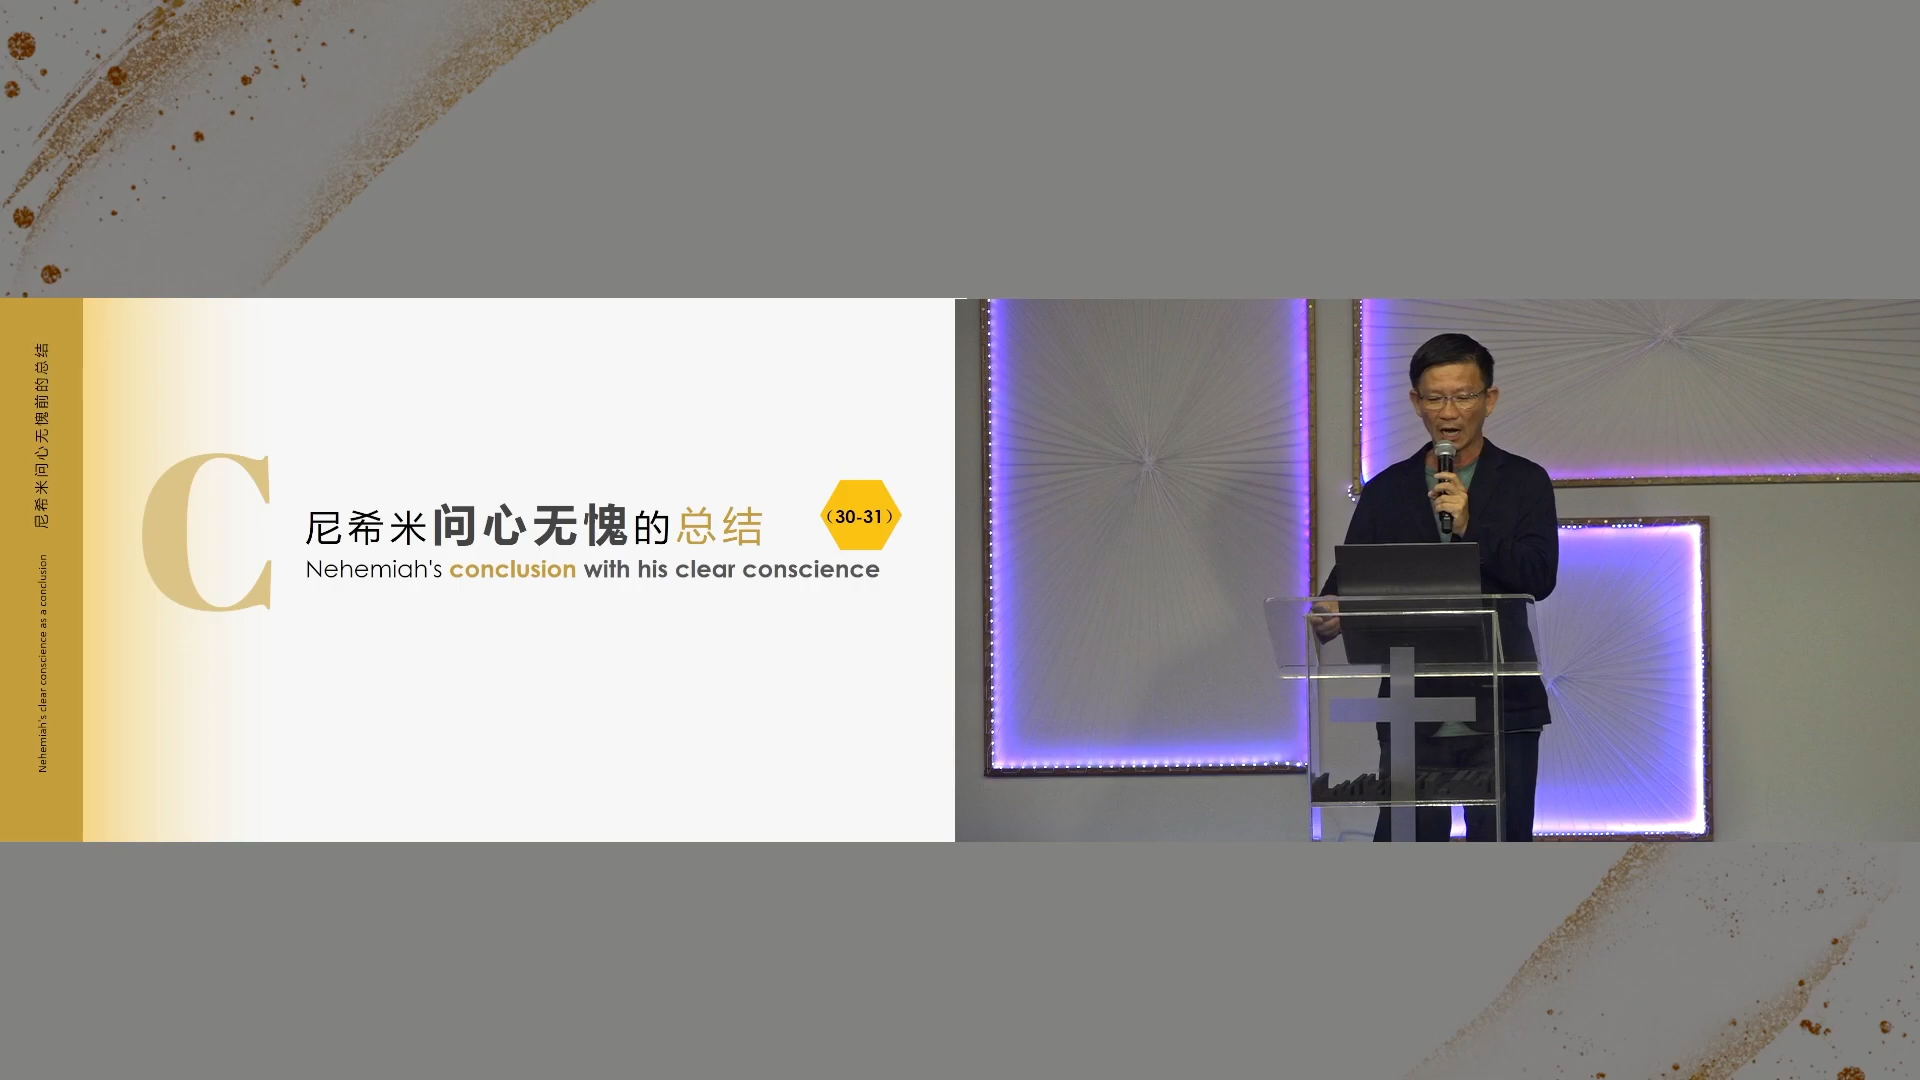 尼希米问心无愧前的总结
Nehemiah's clear conscience as a conclusion
C
尼希米问心无愧的总结
（30-31）
Nehemiah's conclusion with his clear conscience